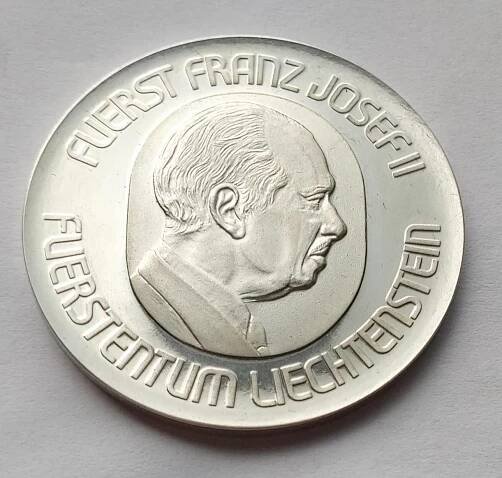 FUERST FRANZ JOSEF II
FUERSTENTUM LIECHTENSTEIN